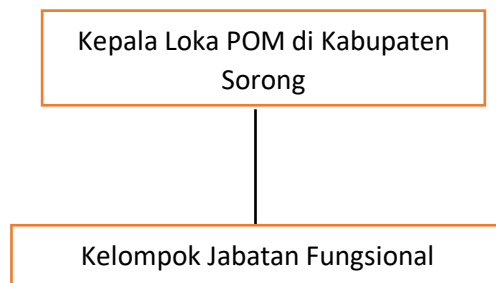 Kepala Loka POM di Kabupaten
Sorong
Kelompok Jabatan Fungsional